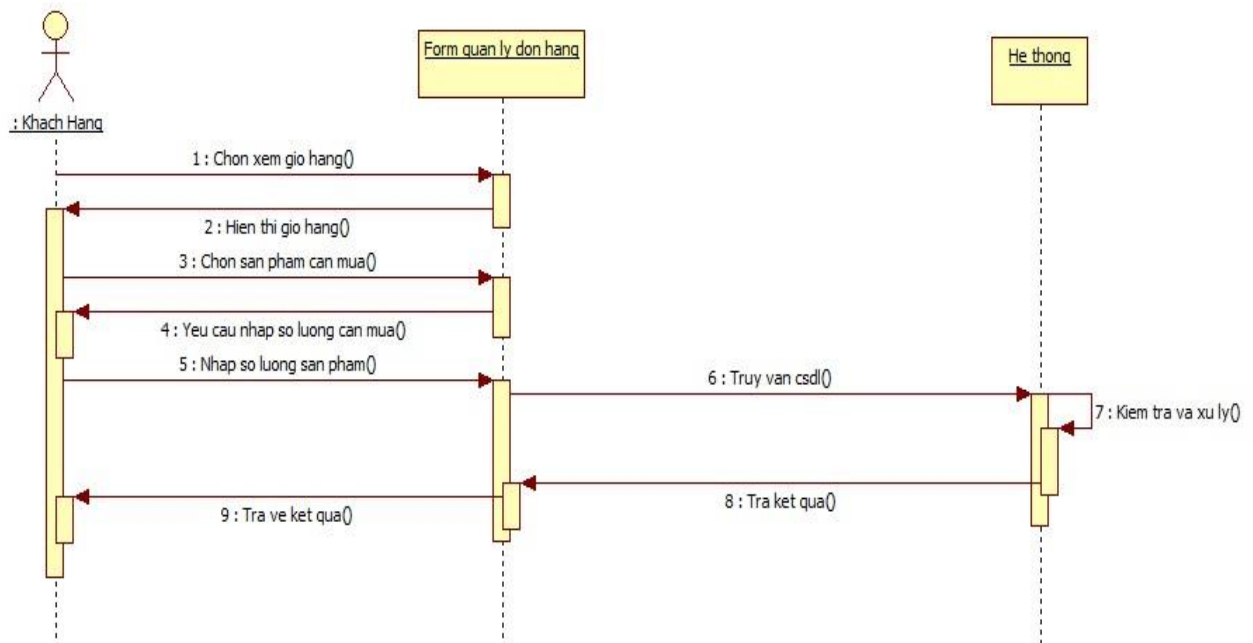 Form quan ly don hang
He thong
: Khach Hang
1 : Chon xem gio hang()
2 : Hien thi gio hang()
3 : Chon san pham can mua()
4 : Yeu cau nhap so luong can mua()
5 : Nhap so luong san pham()
6 : Truy van csdl()
7 : Kiem tra va xu ly()
8 : Tra ket qua()
9 : Tra ve ket qua()